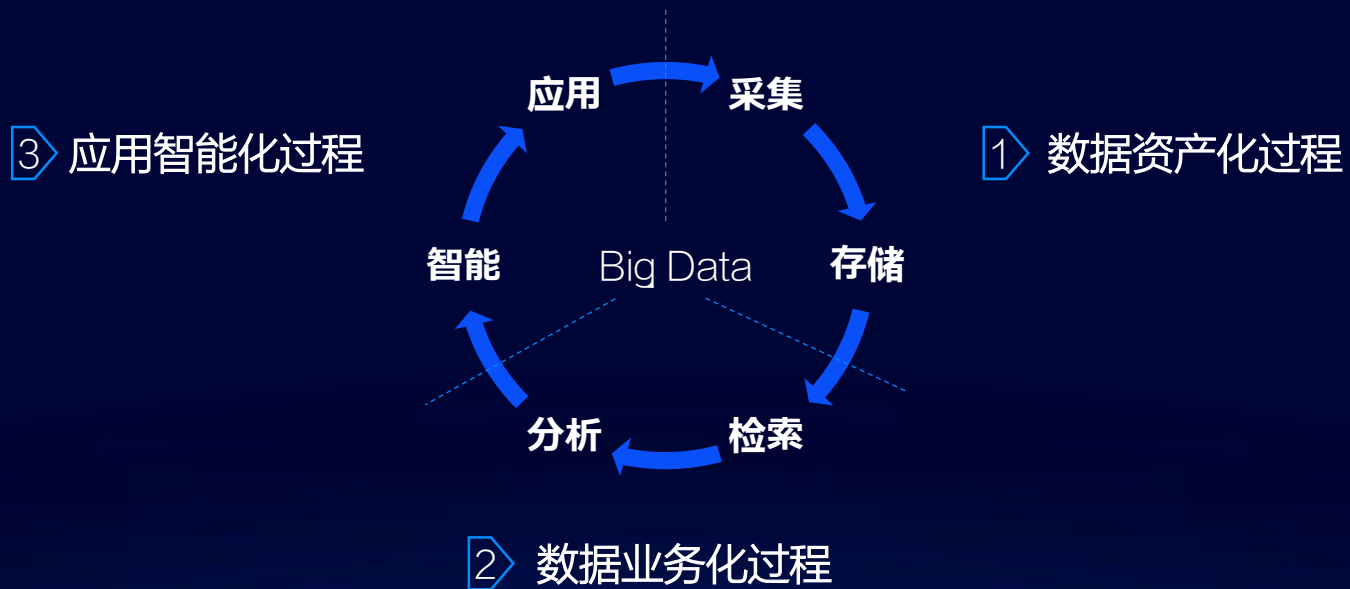 应用
采集
3 应用智能化过程
1 数据资产化过程
智能
Big Data
存储
分析
检索
2 数据业务化过程